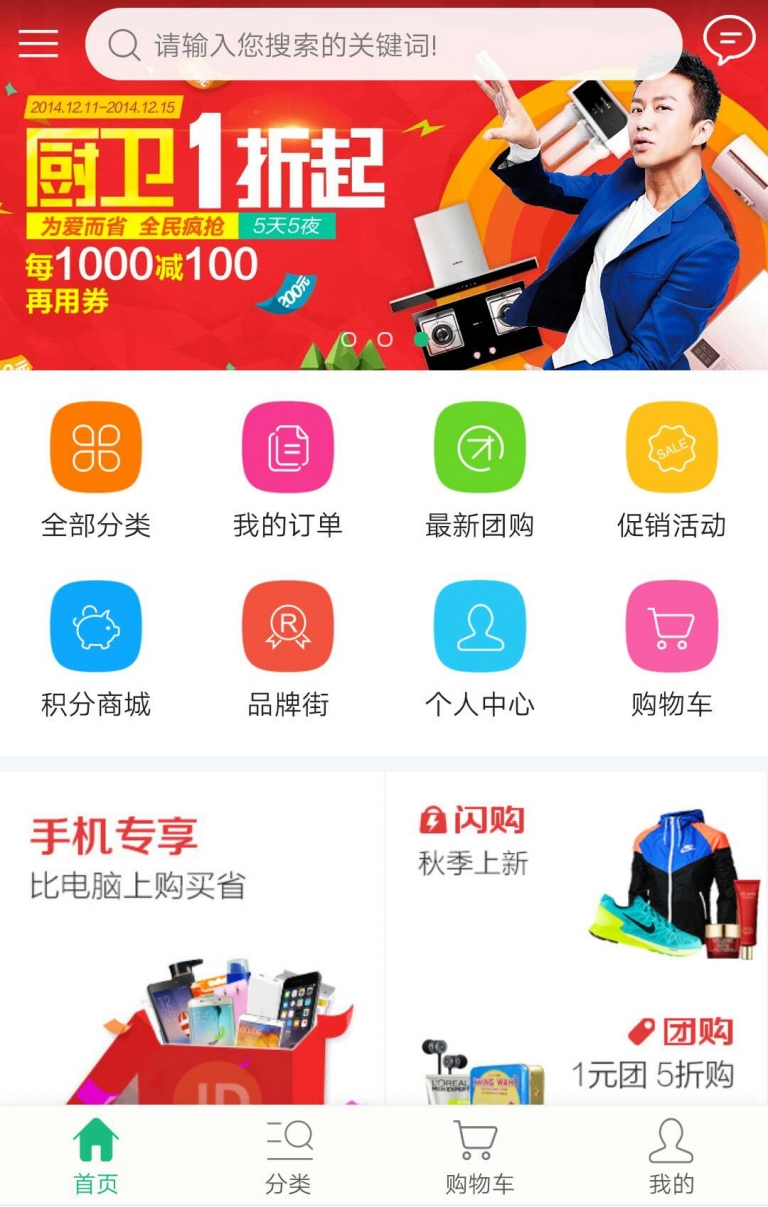 请输入您搜索的关键词!
2014.12.11-2014.12.15
厨卫1折起
为爱而省 全民疯抢 5天5夜
每1000减100
再用券
200元
全部分类
我的订单
最新团购
促销活动
SALE
积分商城
品牌街
R
个人中心
购物车
手机专享
比电脑上购买省
闪购
秋季上新
团购
1元团 5折购
L'OREAL
MEN EXPERT
WING WAH
JD
首页
分类
购物车
我的